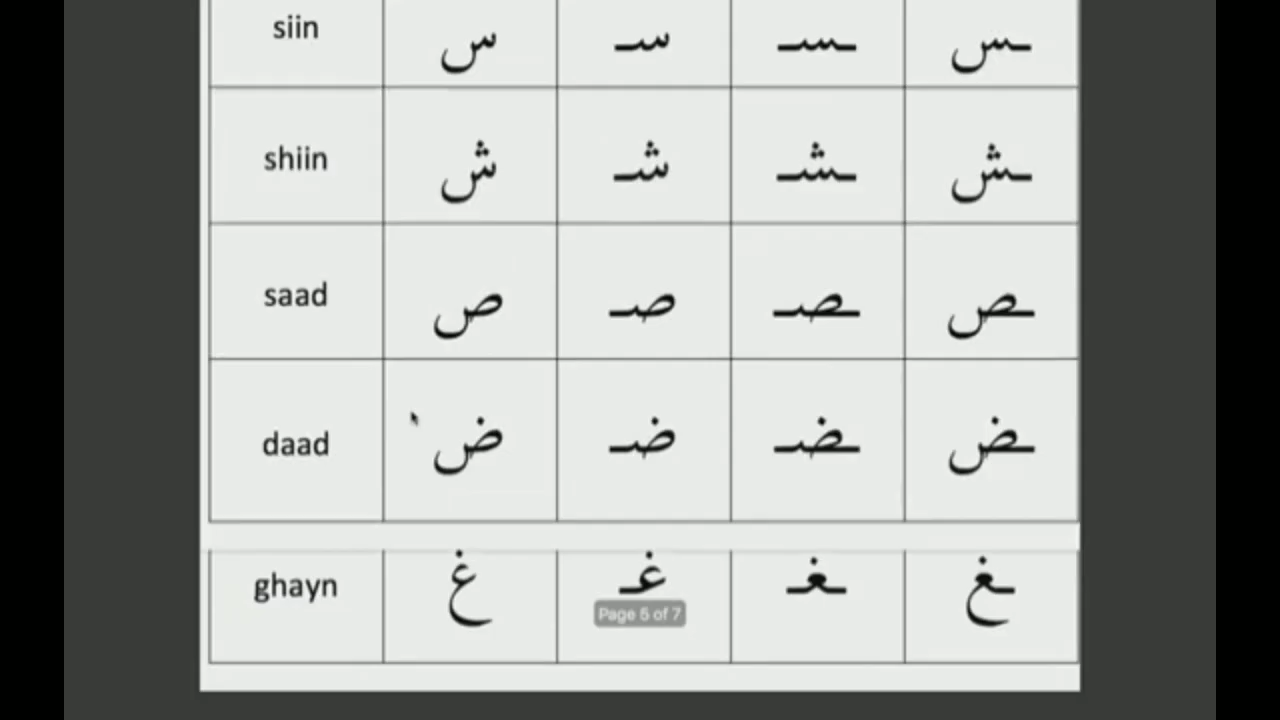 siin س سـ ـسـ ـس
shiin ش شـ ـشـ ـش
saad ص صـ ـصـ ـص
daad ض ضـ ـضـ ـض
ghayn غ غـ ـغـ ـغ
Page 5 of 7